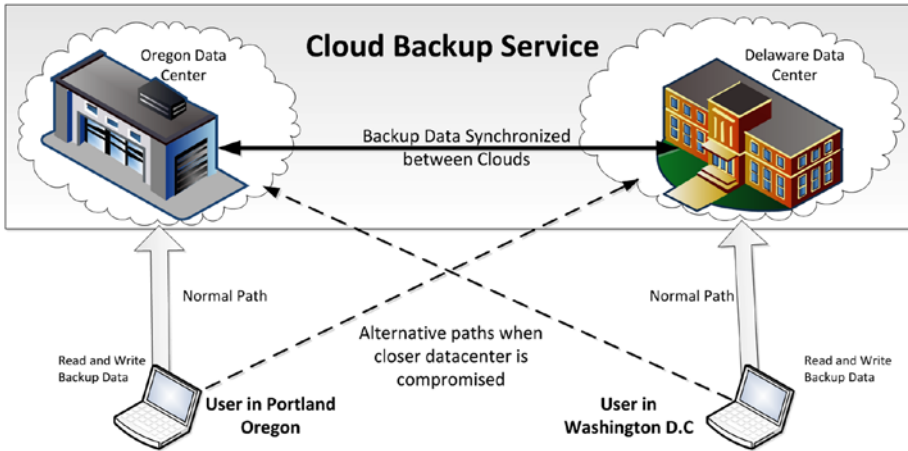 Cloud Backup Service
Oregon Data
Center
Delaware Data
Center
Backup Data Synchronized
between Clouds
Normal Path
Normal Path
Alternative paths when
closer datacenter is
compromised
Read and Write
Backup Data
Read and Write
Backup Data
User in Portland
Oregon
User in
Washington D.C